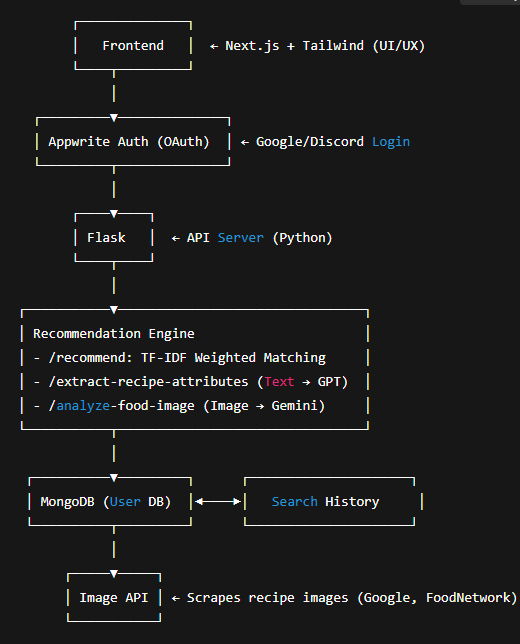 Frontend ← Next.js + Tailwind (UI/UX)
Appwrite Auth (OAuth) ← Google/Discord Login
Flask ← API Server (Python)
Recommendation Engine
- /recommend: TF-IDF Weighted Matching
- /extract-recipe-attributes (Text → GPT)
- /analyze-food-image (Image → Gemini)
MongoDB (User DB) Search History
Image API ← Scrapes recipe images (Google, FoodNetwork)